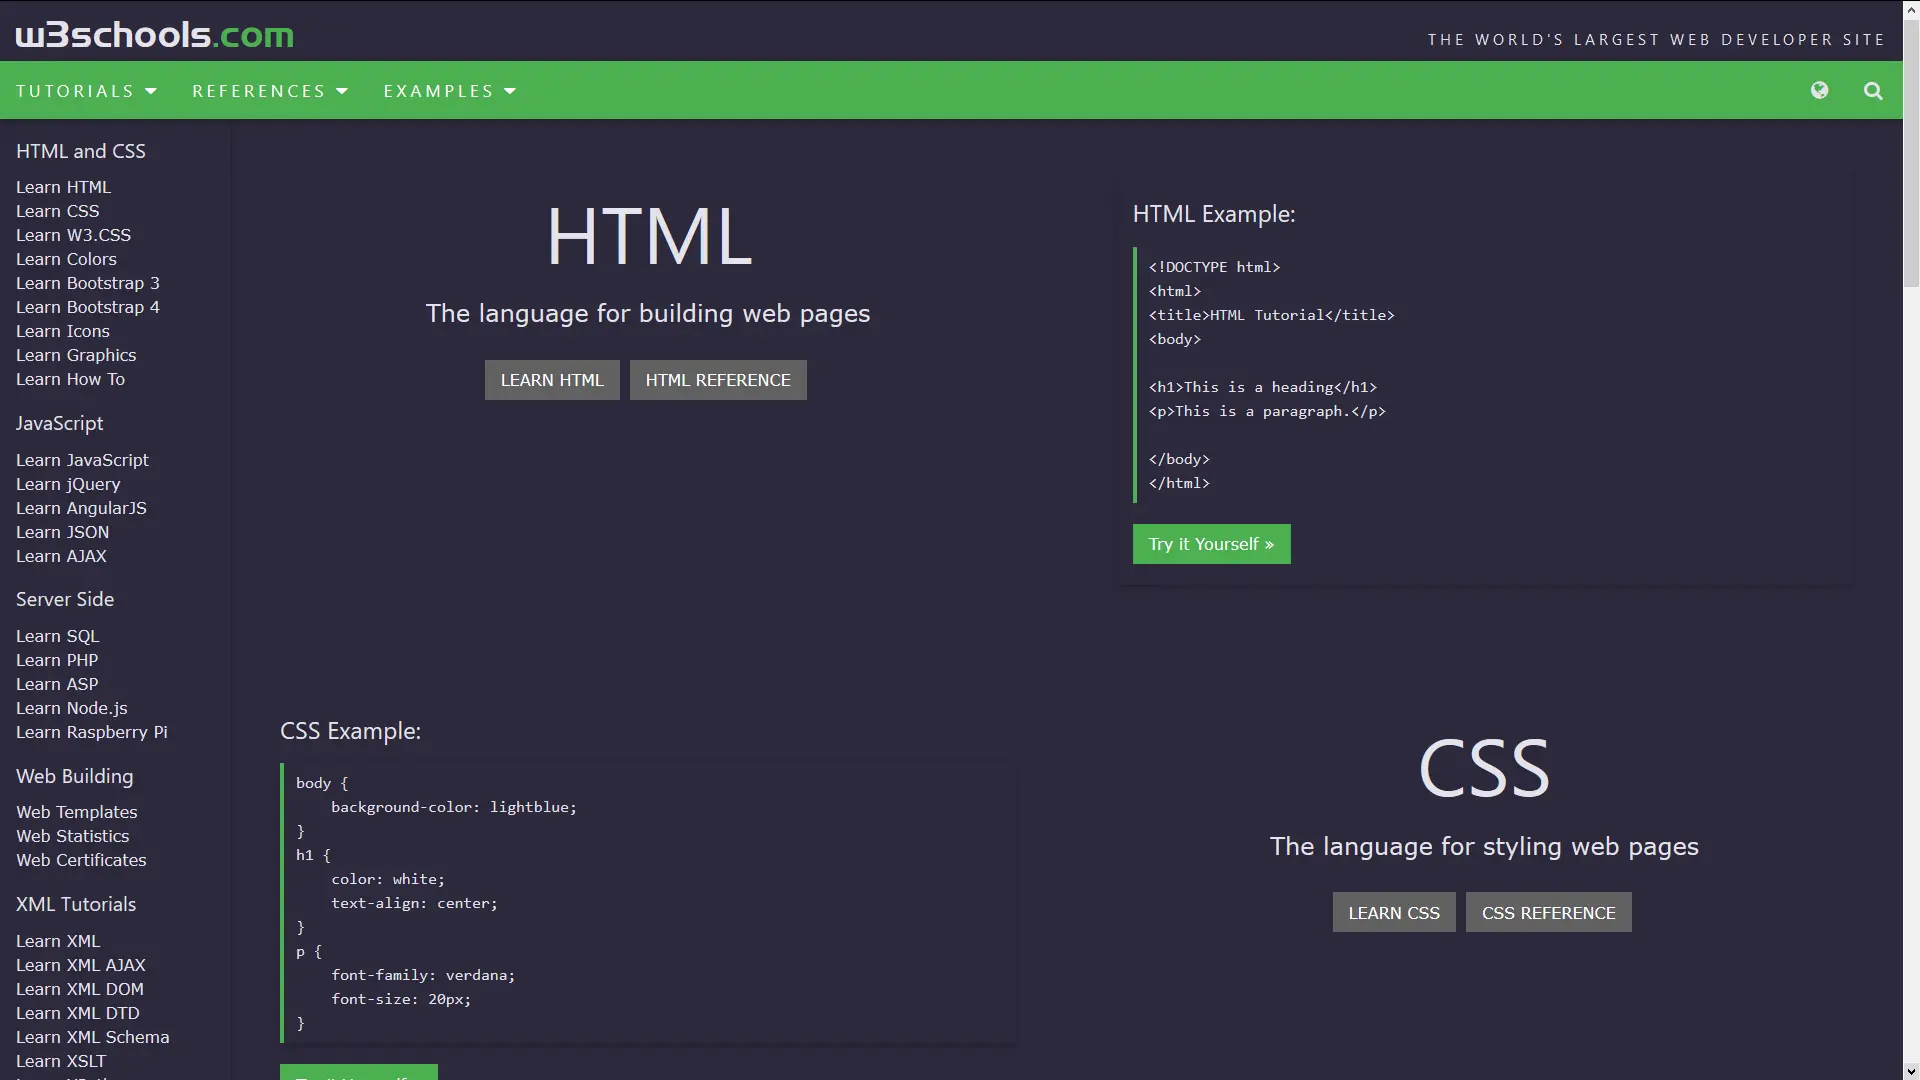 w3schools.com
THE WORLD'S LARGEST WEB DEVELOPER SITE
TUTORIALS
REFERENCES
EXAMPLES
HTML and CSS
Learn HTML
Learn CSS
Learn W3.CSS
Learn Colors
Learn Bootstrap 3
Learn Bootstrap 4
Learn Icons
Learn Graphics
Learn How To
JavaScript
Learn JavaScript
Learn jQuery
Learn AngularJS
Learn JSON
Learn AJAX
Server Side
Learn SQL
Learn PHP
Learn ASP
Learn Node.js
Learn Raspberry Pi
Web Building
Web Templates
Web Statistics
Web Certificates
XML Tutorials
Learn XML
Learn XML AJAX
Learn XML DOM
Learn XML DTD
Learn XML Schema
Learn XSLT
HTML
The language for building web pages
LEARN HTML
HTML REFERENCE
HTML Example:
<!DOCTYPE html>
<html>
<title>HTML Tutorial</title>
<body>
<h1>This is a heading</h1>
<p>This is a paragraph.</p>
</body>
</html>
Try it Yourself »
CSS Example:
body {
    background-color: lightblue;
}
h1 {
    color: white;
    text-align: center;
}
p {
    font-family: verdana;
    font-size: 20px;
}
CSS
The language for styling web pages
LEARN CSS
CSS REFERENCE